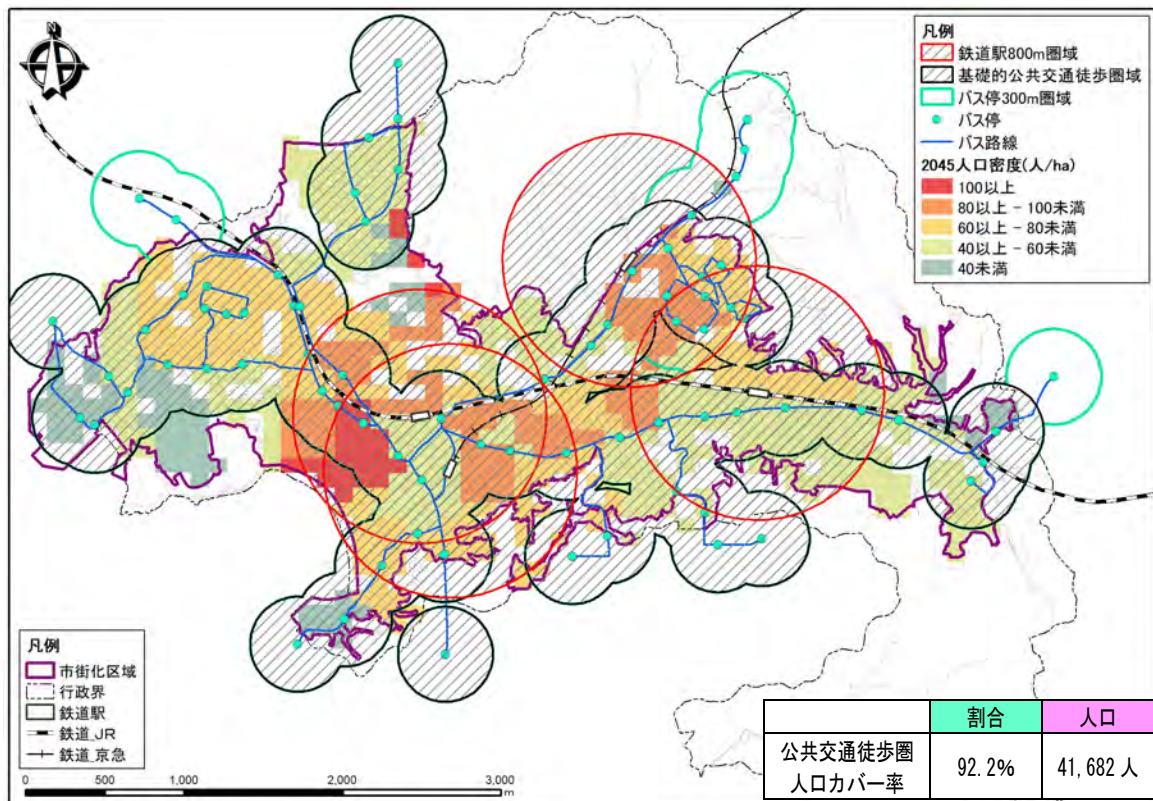 凡例
鉄道駅800m圏域
基礎的公共交通徒歩圏域
バス停300m圏域
バス停
バス路線
2045人口密度(人/ha)
100以上
80以上 - 100未満
60以上 - 80未満
40以上 - 60未満
40未満
凡例
市街化区域
行政界
鉄道駅
鉄道_JR
鉄道_京急
0 500 1,000 2,000 3,000
m
割合 人口
公共交通徒歩圏
人口カバー率
92.2% 41,682 人